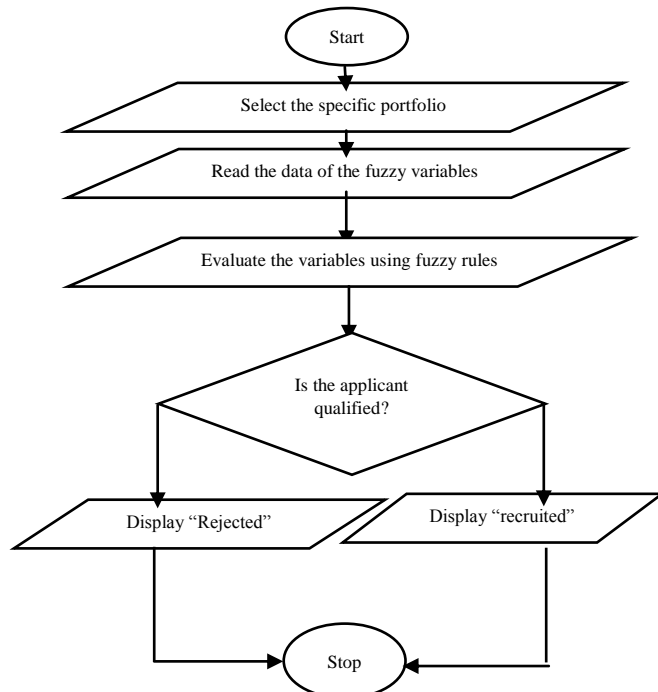 Start
Select the specific portfolio
Read the data of the fuzzy variables
Evaluate the variables using fuzzy rules
Is the applicant
qualified?
Display “Rejected”
Display “recruited”
Stop